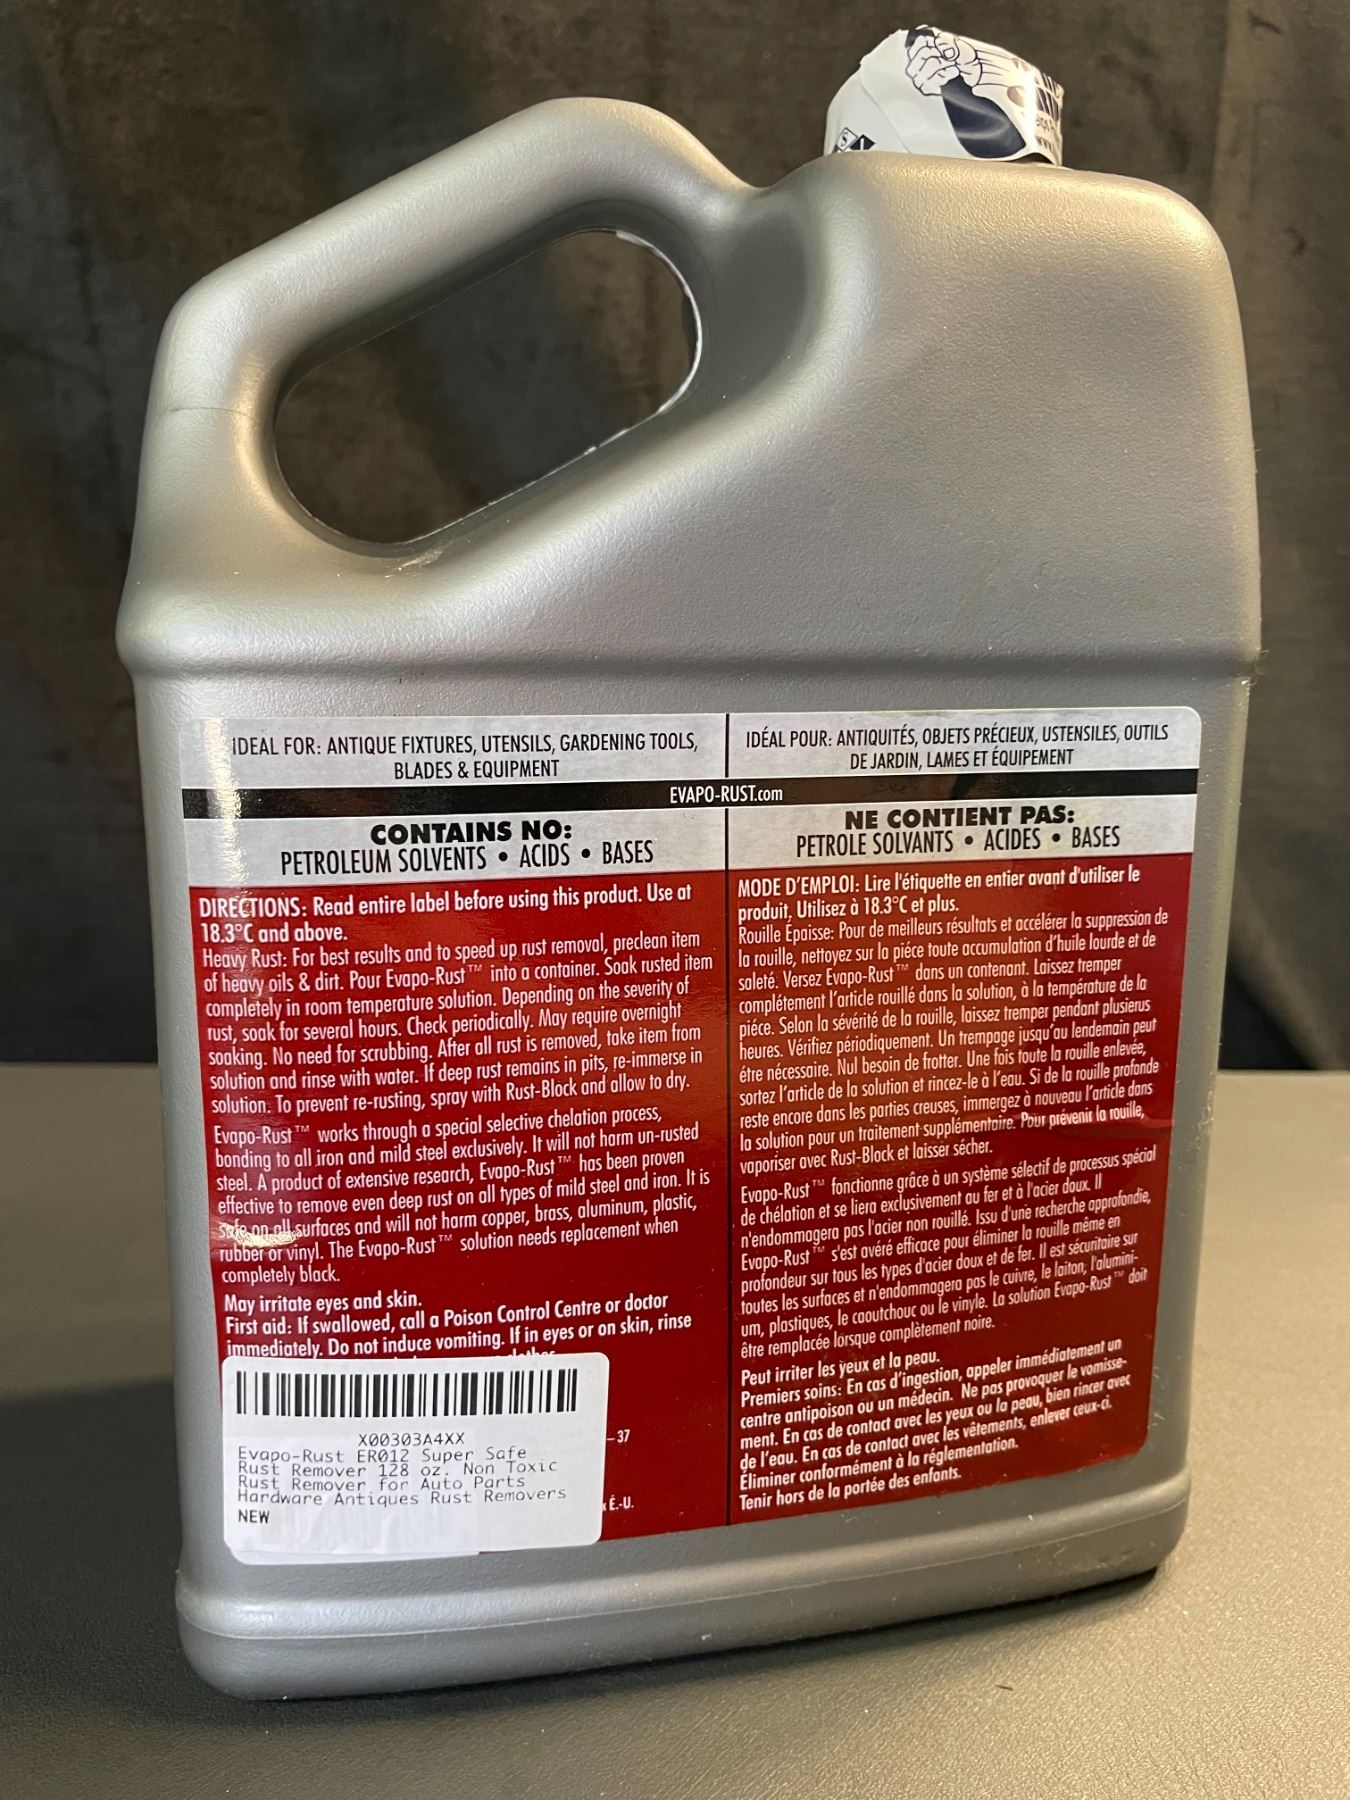 IDEAL FOR: ANTIQUE FIXTURES, UTENSILS, GARDENING TOOLS,
BLADES & EQUIPMENT
IDÉAL POUR: ANTIQUITÉS, OBJETS PRÉCIEUX, USTENSILES, OUTILS
DE JARDIN, LAMES ET ÉQUIPEMENT
EVAPO-RUST.com
CONTAINS NO:
PETROLEUM SOLVENTS • ACIDS • BASES
NE CONTIENT PAS:
PETROLE SOLVANTS • ACIDES • BASES
DIRECTIONS: Read entire label before using this product. Use at
18.3°C and above.
Heavy Rust: For best results and to speed up rust removal, preclean item
of heavy oils & dirt. Pour Evapo-Rust™ into a container. Soak rusted item
completely in room temperature solution. Depending on the severity of
rust, soak for several hours. Check periodically. May require overnight
soaking. No need for scrubbing. After all rust is removed, take item from
solution and rinse with water. If deep rust remains in pits, re-immerse in
solution. To prevent re-rusting, spray with Rust-Block and allow to dry.
Evapo-Rust™ works through a special selective chelation process,
bonding to all iron and mild steel exclusively. It will not harm un-rusted
steel. A product of extensive research, Evapo-Rust™ has been proven
effective to remove even deep rust on all types of mild steel and iron. It is
safe on all surfaces and will not harm copper, brass, aluminum, plastic,
rubber or vinyl. The Evapo-Rust™ solution needs replacement when
completely black.
May irritate eyes and skin.
First aid: If swallowed, call a Poison Control Centre or doctor
immediately. Do not induce vomiting. If in eyes or on skin, rinse
clothes
-37
É.-U.
X00303A4XX
Evapo-Rust ER012 Super Safe
Rust Remover 128 oz. Non Toxic
Rust Remover for Auto Parts
Hardware Antiques Rust Removers
NEW
MODE D'EMPLOI: Lire l'étiquette en entier avant d'utiliser le
produit. Utilisez à 18.3°C et plus.
Rouille Épaisse: Pour de meilleurs résultats et accélérer la suppression de
la rouille, nettoyez sur la piéce toute accumulation d'huile lourde et de
saleté. Versez Evapo-Rust™ dans un contenant. Laissez tremper
complétement l'article rouillé dans la solution, à la température de la
piéce. Selon la sévérité de la rouille, laissez tremper pendant plusierus
heures. Vérifiez périodiquement. Un trempage jusqu'au lendemain peut
étre nécessaire. Nul besoin de frotter. Une fois toute la rouille enlevée,
sortez l'article de la solution et rincez-le à l'eau. Si de la rouille profonde
reste encore dans les parties creuses, immergez à nouveau l'article dans
la solution pour un traitement supplémentaire. Pour prévenir la rouille,
vaporiser avec Rust-Block et laisser sécher.
Evapo-Rust™ fonctionne grâce à un système sélectif de processus spécial
de chélation et se liera exclusivement au fer et à l'acier doux. Il
n'endommagera pas l'acier non rouillé. Issu d'une recherche approfondie,
Evapo-Rust™ s'est avéré efficace pour éliminer la rouille même en
profondeur sur tous les types d'acier doux et de fer. Il est sécuritaire sur
toutes les surfaces et n'endommagera pas le cuivre, le laiton, l'alumini-
um, plastiques, le caoutchouc ou le vinyle. La solution Evapo-Rust™ doit
être remplacée lorsque complètement noire.
Peut irriter les yeux et la peau.
Premiers soins: En cas d'ingestion, appeler immédiatement un
centre antipoison ou un médecin. Ne pas provoquer le vomisse-
ment. En cas de contact avec les yeux ou la peau, bien rincer avec
de l'eau. En cas de contact avec les vêtements, enlever ceux-ci.
Éliminer conformément à la réglementation.
Tenir hors de la portée des enfants.